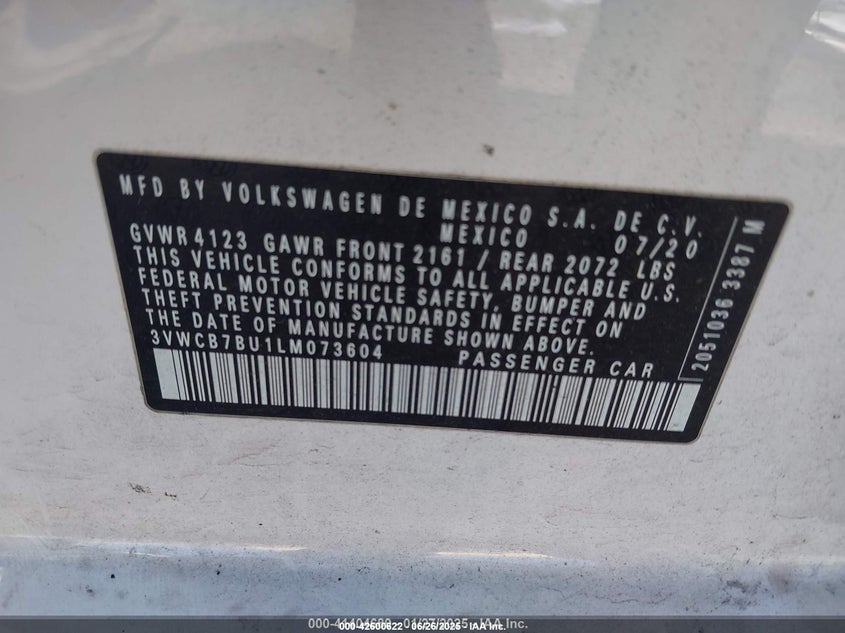 MFD BY VOLKSWAGEN DE MEXICO S.A. DE C.V.
MEXICO 07/20
GVWR 4123 GAWR FRONT 2161 / REAR 2072 LBS
THIS VEHICLE CONFORMS TO ALL APPLICABLE U.S.
FEDERAL MOTOR VEHICLE SAFETY, BUMPER AND
THEFT PREVENTION STANDARDS IN EFFECT ON
THE DATE OF MANUFACTURE SHOWN ABOVE.
3VWCB7BU1LM073604 PASSENGER CAR
2051036 3387 M
000-42600622 06/26/2025 IAA Inc.